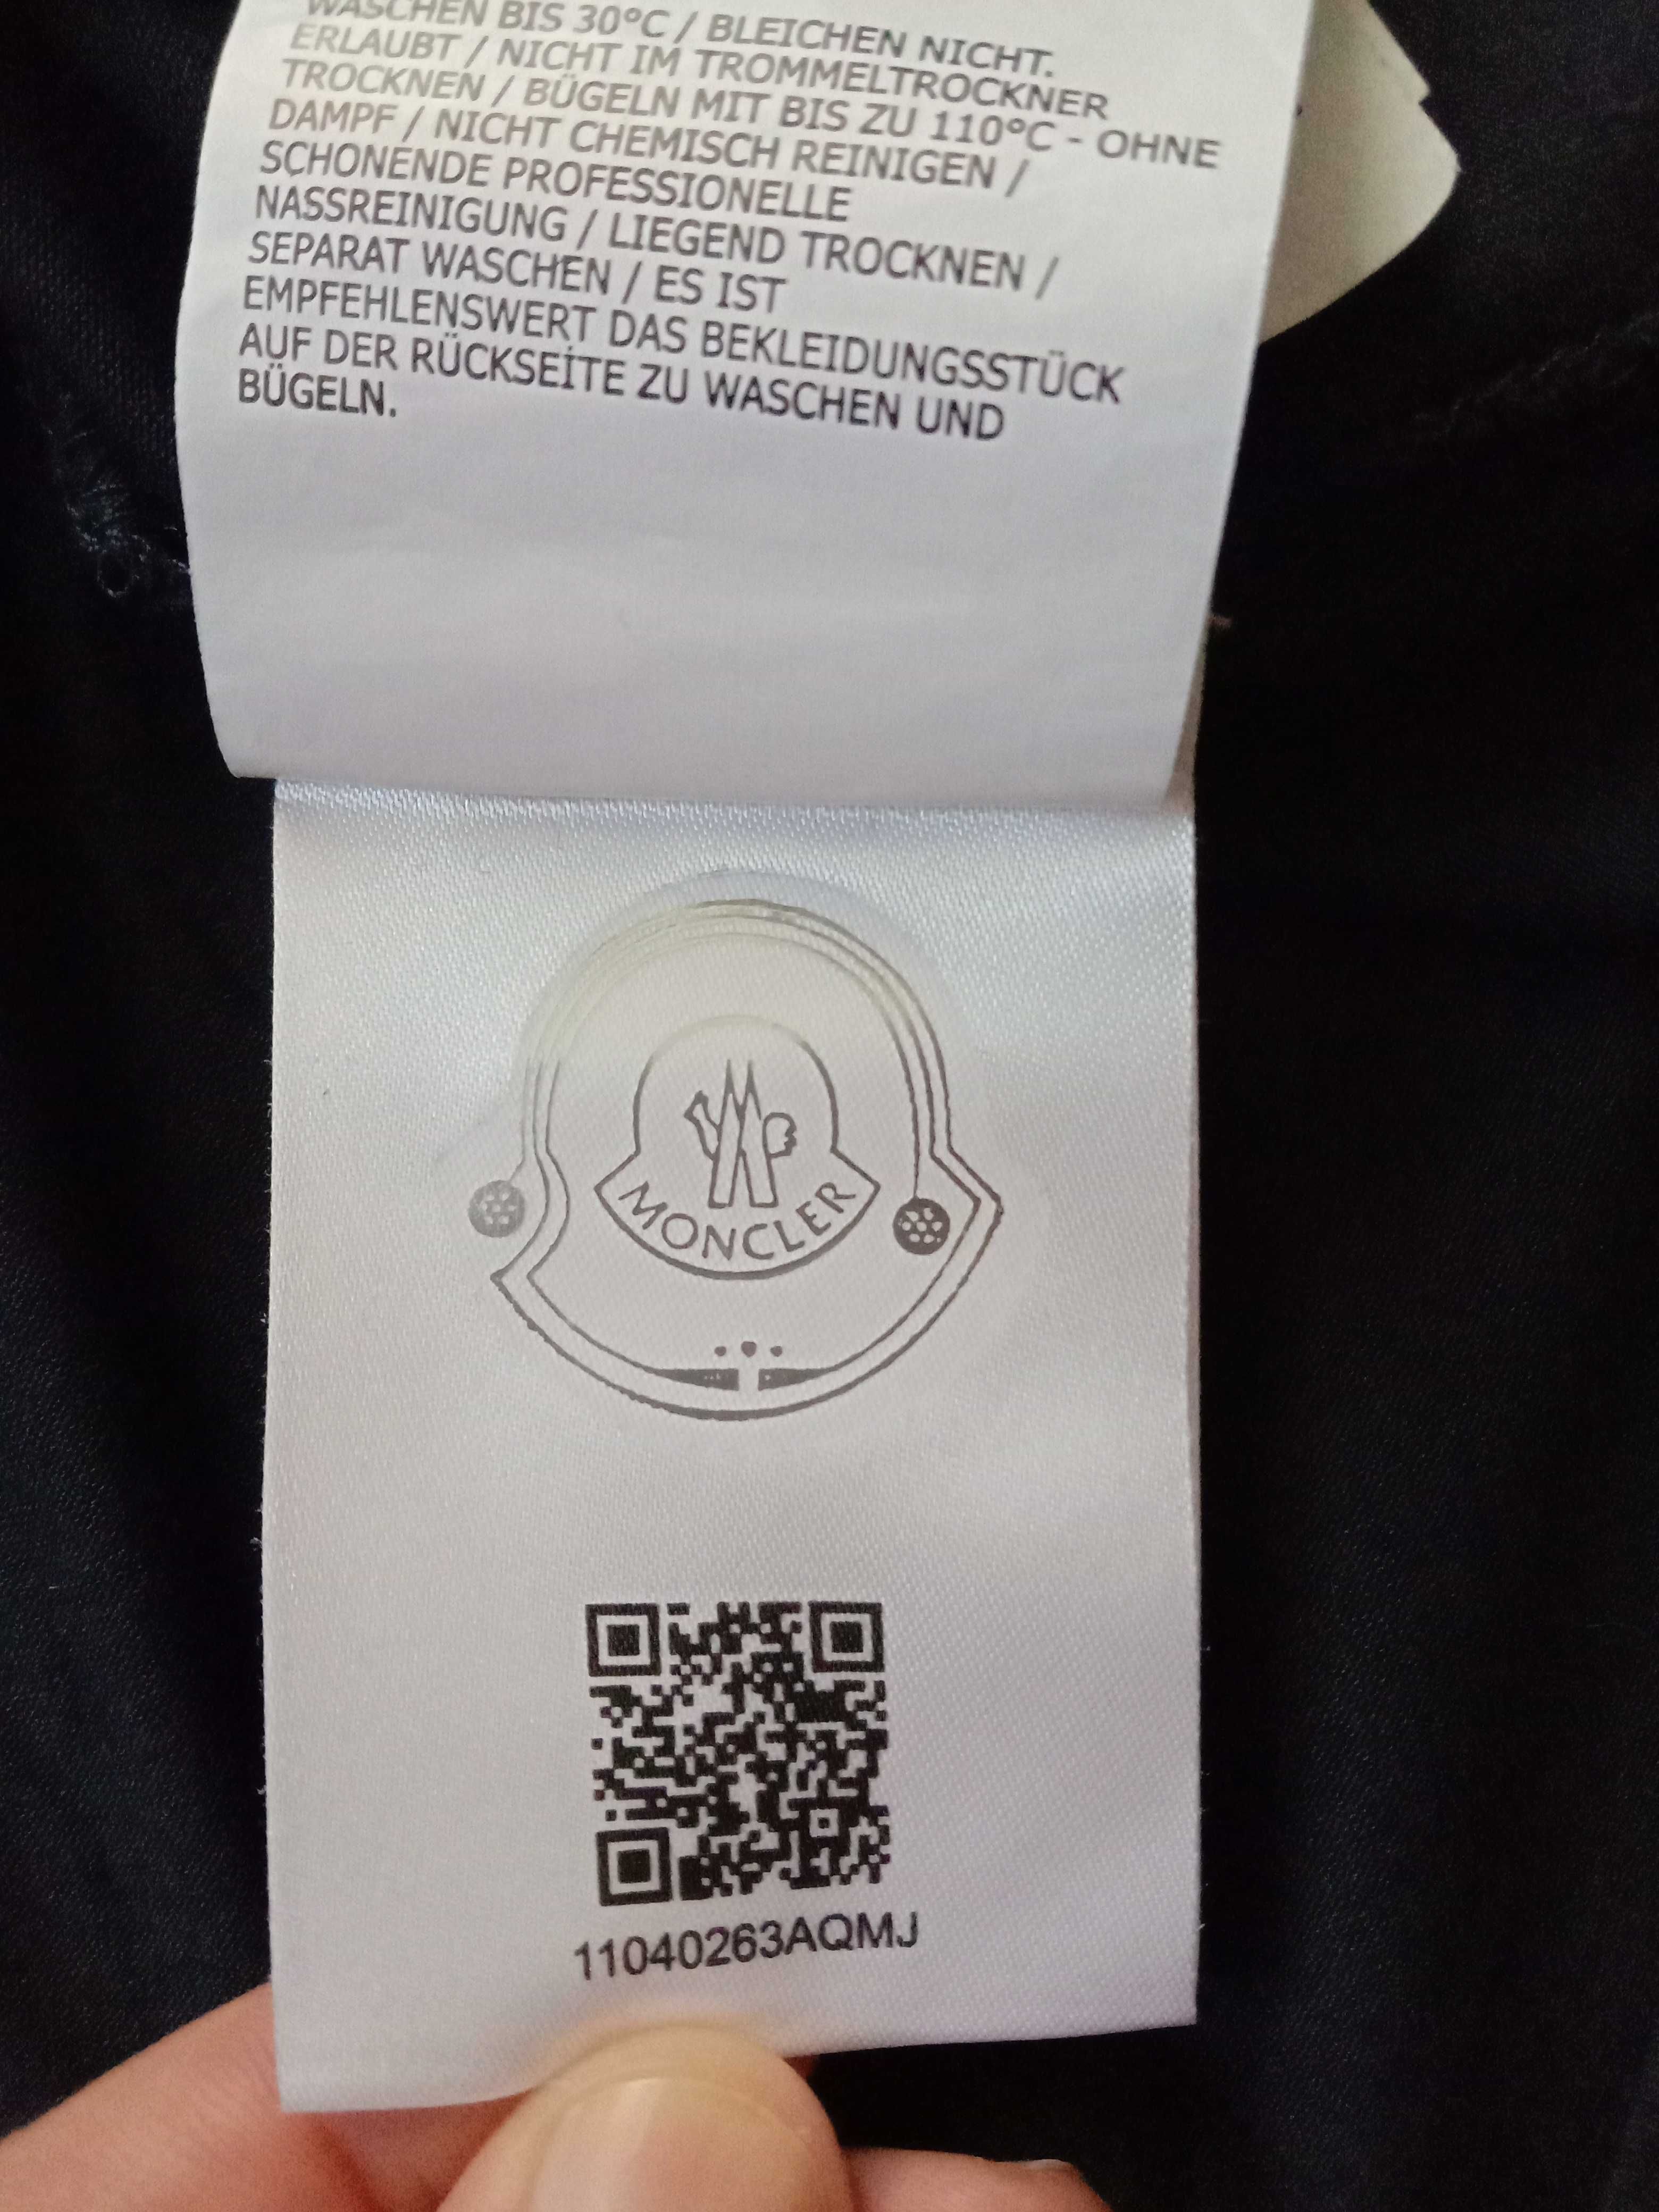 WASCHEN BIS 30°C / BLEICHEN NICHT.
ERLAUBT / NICHT IM TROMMELTROCKNER
TROCKNEN / BÜGELN MIT BIS ZU 110°C - OHNE
DAMPF / NICHT CHEMISCH REINIGEN /
SCHONENDE PROFESSIONELLE
NASSREINIGUNG / LIEGEND TROCKNEN /
SEPARAT WASCHEN / ES IST
EMPFEHLENSWERT DAS BEKLEIDUNGSSTÜCK
AUF DER RÜCKSEİTE ZU WASCHEN UND
BÜGELN.
MONCLER
11040263AQMJ